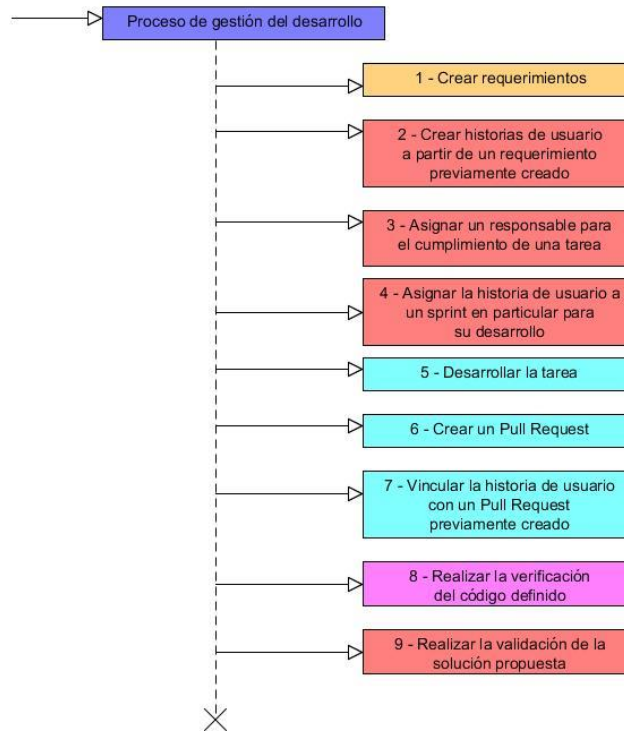 Proceso de gestión del desarrollo
1 - Crear requerimientos
2 - Crear historias de usuario
a partir de un requerimiento
previamente creado
3 - Asignar un responsable para
el cumplimiento de una tarea
4 - Asignar la historia de usuario a
un sprint en particular para
su desarrollo
5 - Desarrollar la tarea
6 - Crear un Pull Request
7 - Vincular la historia de usuario
con un Pull Request
previamente creado
8 - Realizar la verificación
del código definido
9 - Realizar la validación de la
solución propuesta